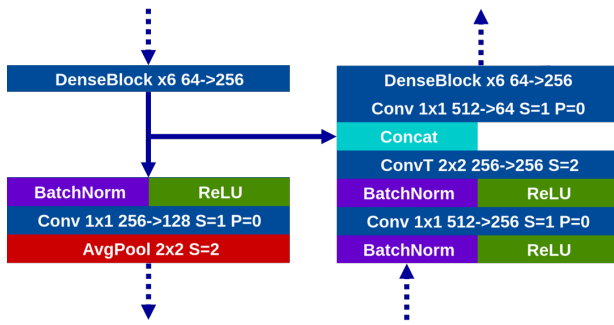 DenseBlock x6 64->256
BatchNorm
ReLU
Conv 1x1 256->128 S=1 P=0
AvgPool 2x2 S=2
DenseBlock x6 64->256
Conv 1x1 512->64 S=1 P=0
Concat
ConvT 2x2 256->256 S=2
BatchNorm
ReLU
Conv 1x1 512->256 S=1 P=0
BatchNorm
ReLU